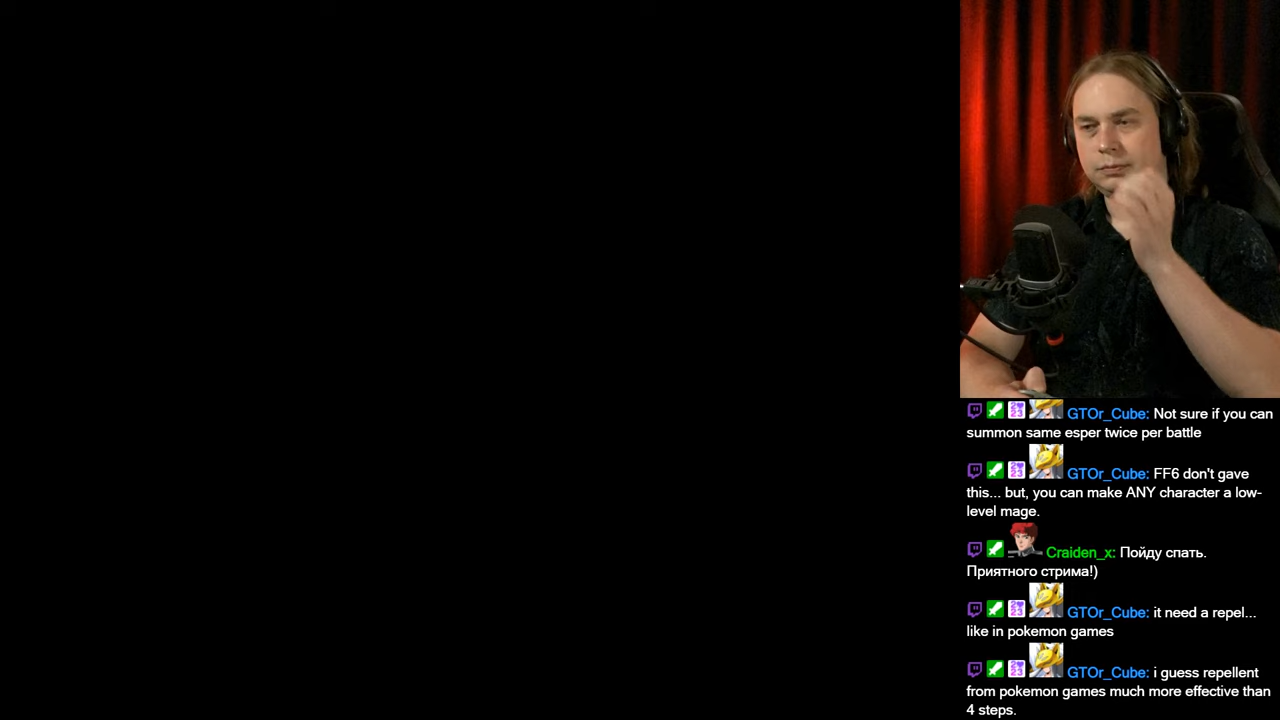 GTOr_Cube: Not sure if you can
summon same esper twice per battle
GTOr_Cube: FF6 don't gave
this... but, you can make ANY character a low-
level mage.
Craiden_x: Пойду спать.
Приятного стрима!)
GTOr_Cube: it need a repel...
like in pokemon games
GTOr_Cube: i guess repellent
from pokemon games much more effective than
4 steps.